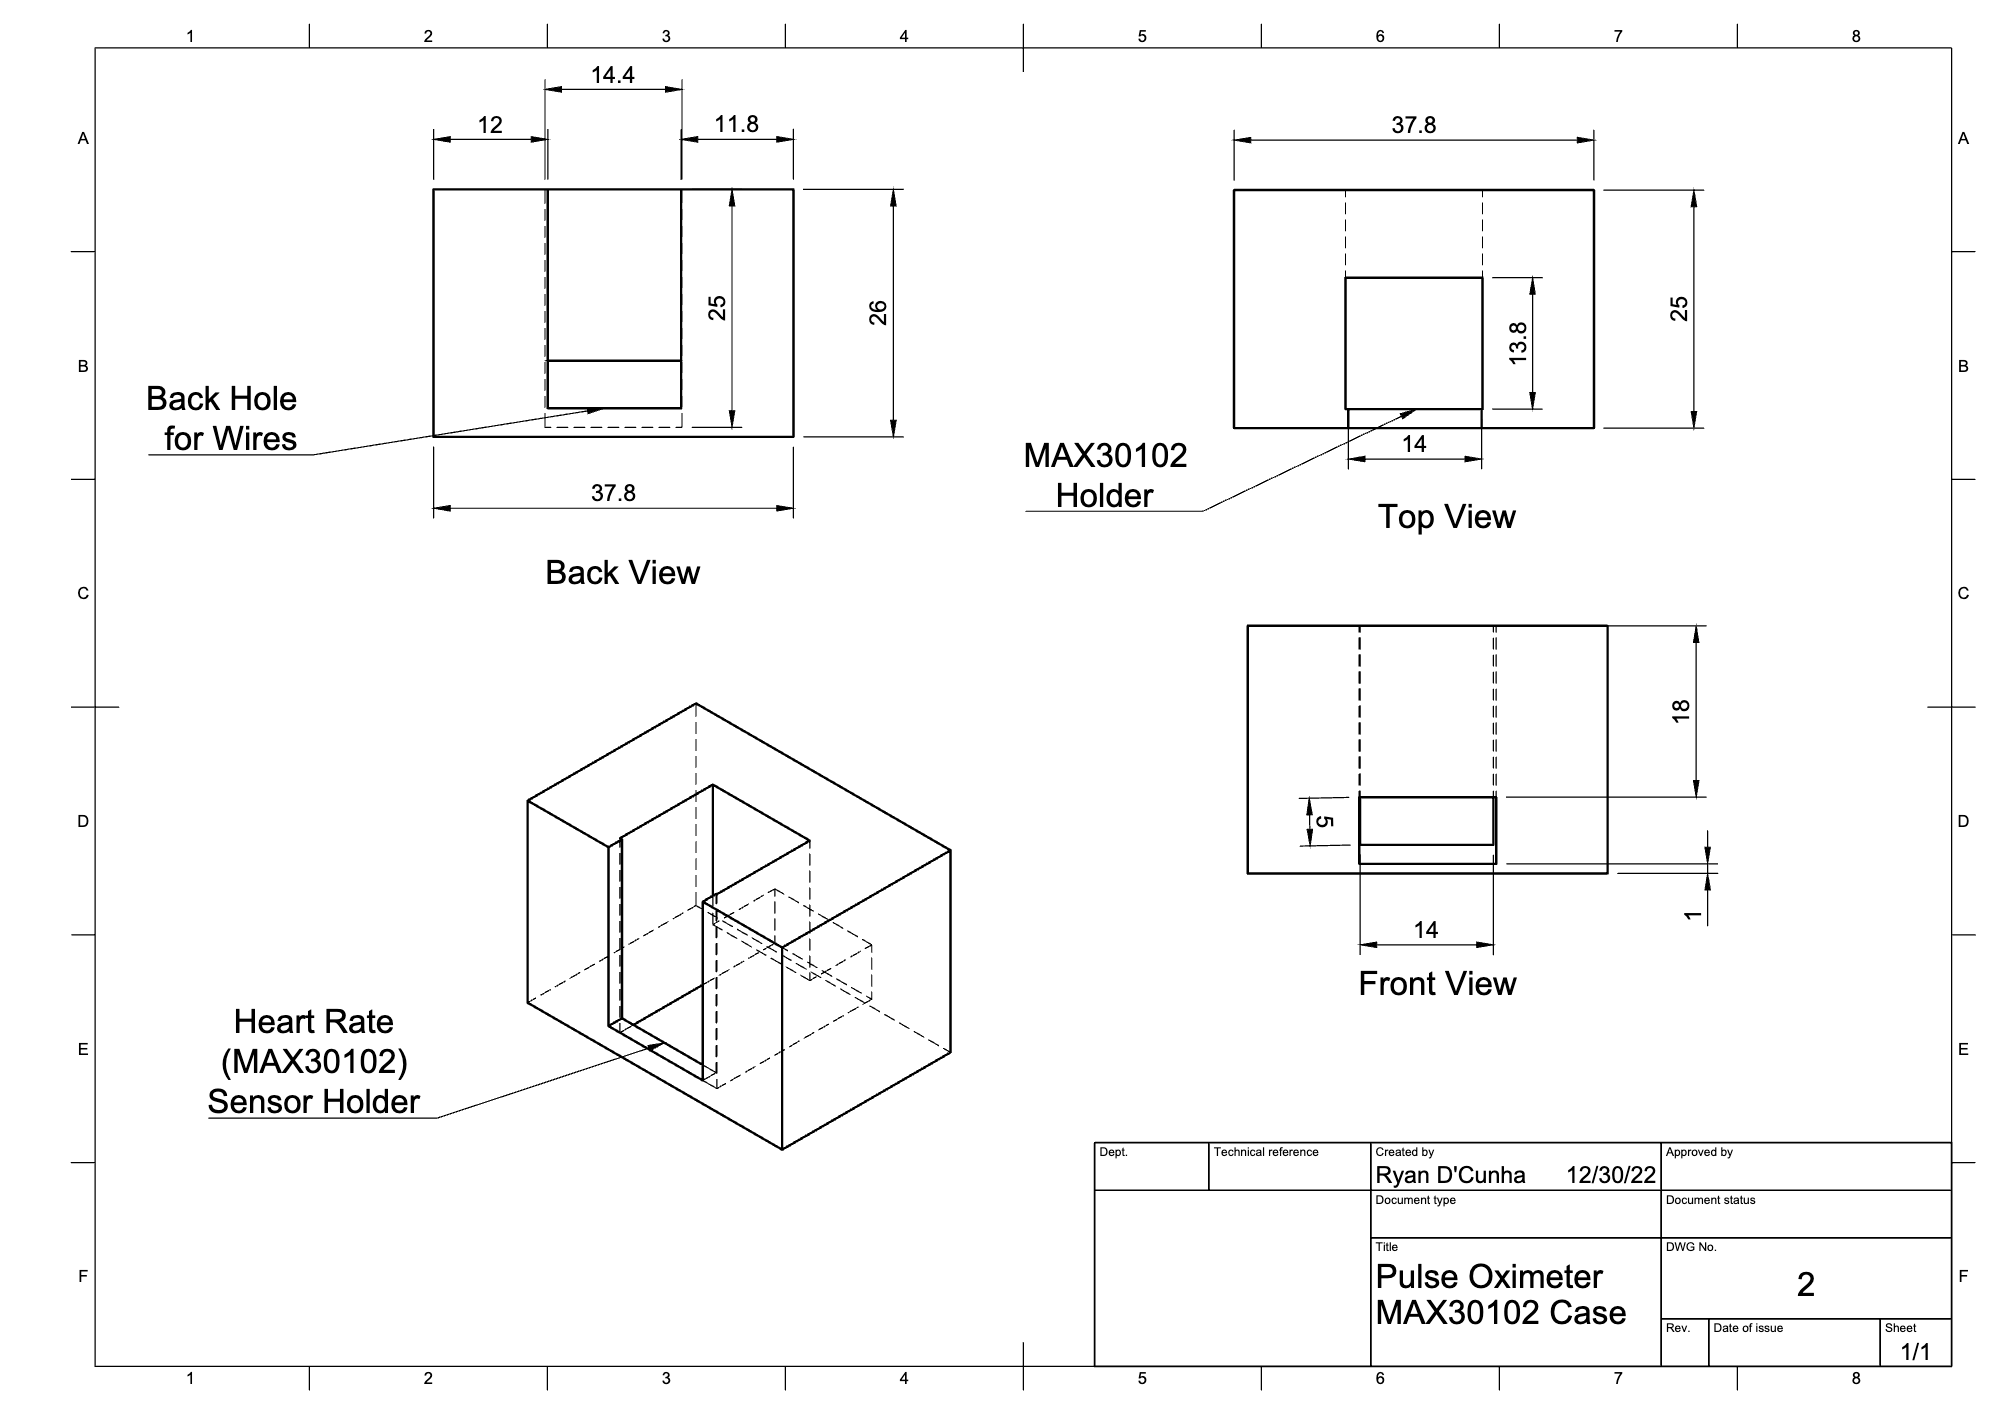 1 2 3 4 5 6 7 8
A
B
C
D
E
F
A
B
C
D
E
F
14.4
12
11.8
25
26
37.8
Back Hole
for Wires
Back View
37.8
25
13.8
14
MAX30102
Holder
Top View
18
5
1
14
Front View
Heart Rate
(MAX30102)
Sensor Holder
Dept.
Technical reference
Created by
Ryan D'Cunha 12/30/22
Approved by
Document type
Document status
Title
Pulse Oximeter
MAX30102 Case
DWG No.
2
Rev.
Date of issue
Sheet
1/1
1 2 3 4 5 6 7 8